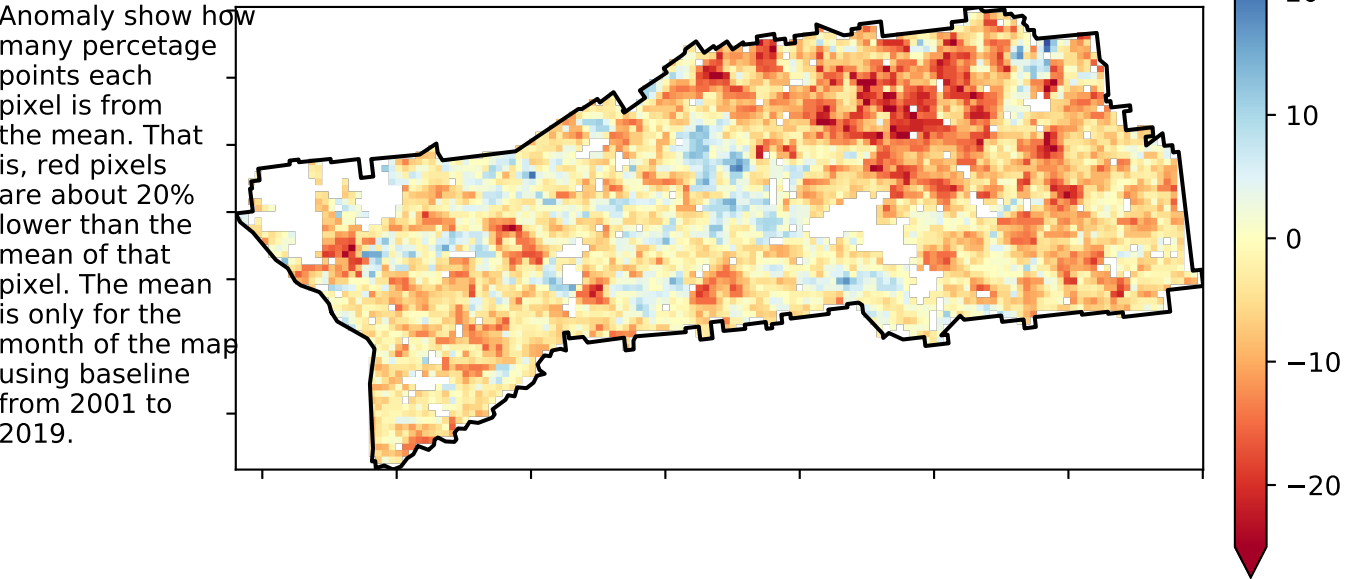 Anomaly show how
many percetage
points each
pixel is from
the mean. That
is, red pixels
are about 20%
lower than the
mean of that
pixel. The mean
is only for the
month of the map
using baseline
from 2001 to
2019.
10
0
−10
−20